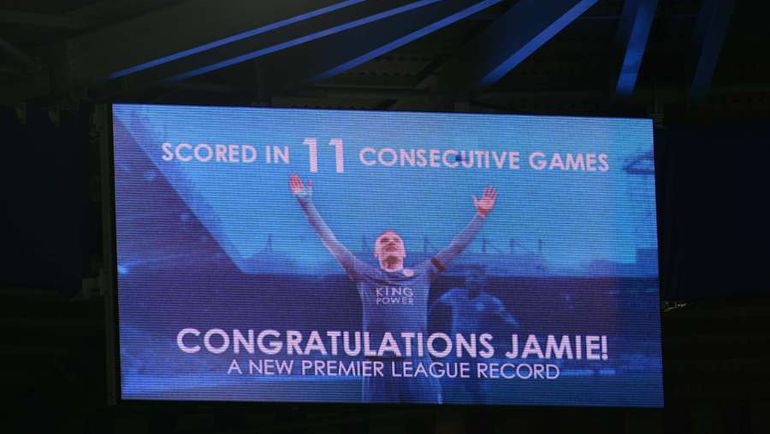 SCORED IN 11 CONSECUTIVE GAMES
KING
POWER
CONGRATULATIONS JAMIE!
A NEW PREMIER LEAGUE RECORD